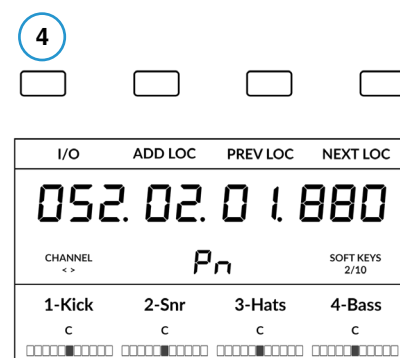 4
I/O ADD LOC PREV LOC NEXT LOC
052. 02. 01. 880
CHANNEL Pn SOFT KEYS
< > 2/10
1-Kick 2-Snr 3-Hats 4-Bass
C C C C